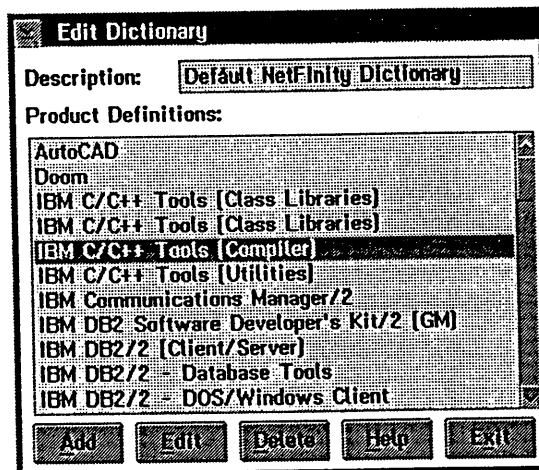 Edit Dictionary
Description: Default NetFinity Dictionary
Product Definitions:
AutoCAD
Doom
IBM C/C++ Tools [Class Libraries]
IBM C/C++ Tools [Class Libraries]
IBM C/C++ Tools [Compiler]
IBM C/C++ Tools [Utilities]
IBM Communications Manager/2
IBM DB2 Software Developer's Kit/2 [GM]
IBM DB2/2 [Client/Server]
IBM DB2/2 - Database Tools
IBM DB2/2 - DOS/Windows Client
Add Edit Delete Help Exit